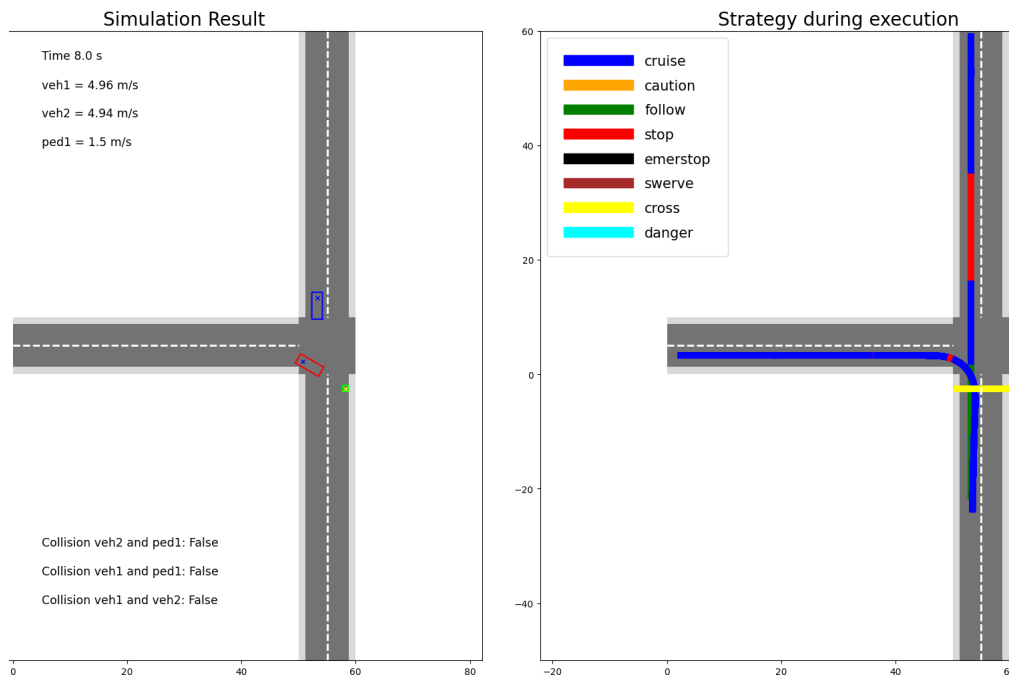 Simulation Result
Time 8.0 s
veh1 = 4.96 m/s
veh2 = 4.94 m/s
ped1 = 1.5 m/s
Collision veh2 and ped1: False
Collision veh1 and ped1: False
Collision veh1 and veh2: False
0
20
40
60
80
Strategy during execution
cruise
caution
follow
stop
emerstop
swerve
cross
danger
60
40
20
0
−20
−40
−20
0
20
40
60